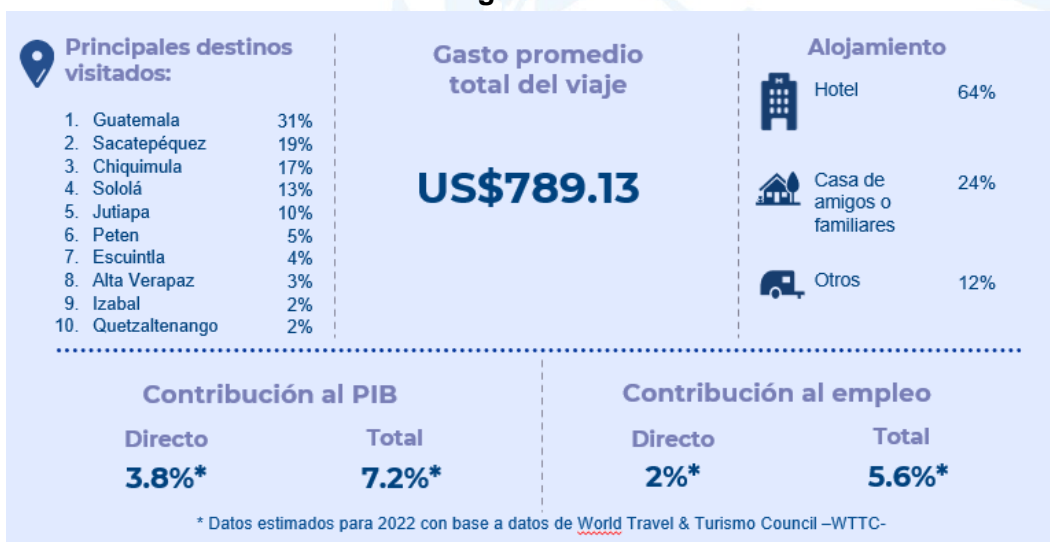 Principales destinos
visitados:
1. Guatemala 31%
2. Sacatepéquez 19%
3. Chiquimula 17%
4. Sololá 13%
5. Jutiapa 10%
6. Peten 5%
7. Escuintla 4%
8. Alta Verapaz 3%
9. Izabal 2%
10. Quetzaltenango 2%
Gasto promedio
total del viaje
US$789.13
Alojamiento
Hotel 64%
Casa de 24%
amigos o
familiares
Otros 12%
Contribución al PIB
Directo Total
3.8%* 7.2%*
Contribución al empleo
Directo Total
2%* 5.6%*
* Datos estimados para 2022 con base a datos de World Travel & Turismo Council –WTTC-